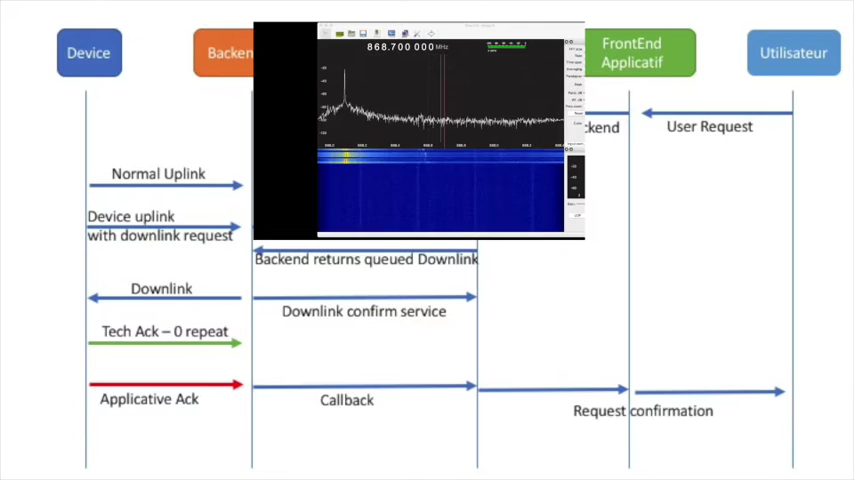 Device
Backen
FrontEnd
Applicatif
Utilisateur
868.700 000 MHz
ckend
User Request
Normal Uplink
Device uplink
with downlink request
Backend returns queued Downlink
Downlink
Downlink confirm service
Tech Ack – 0 repeat
Applicative Ack
Callback
Request confirmation